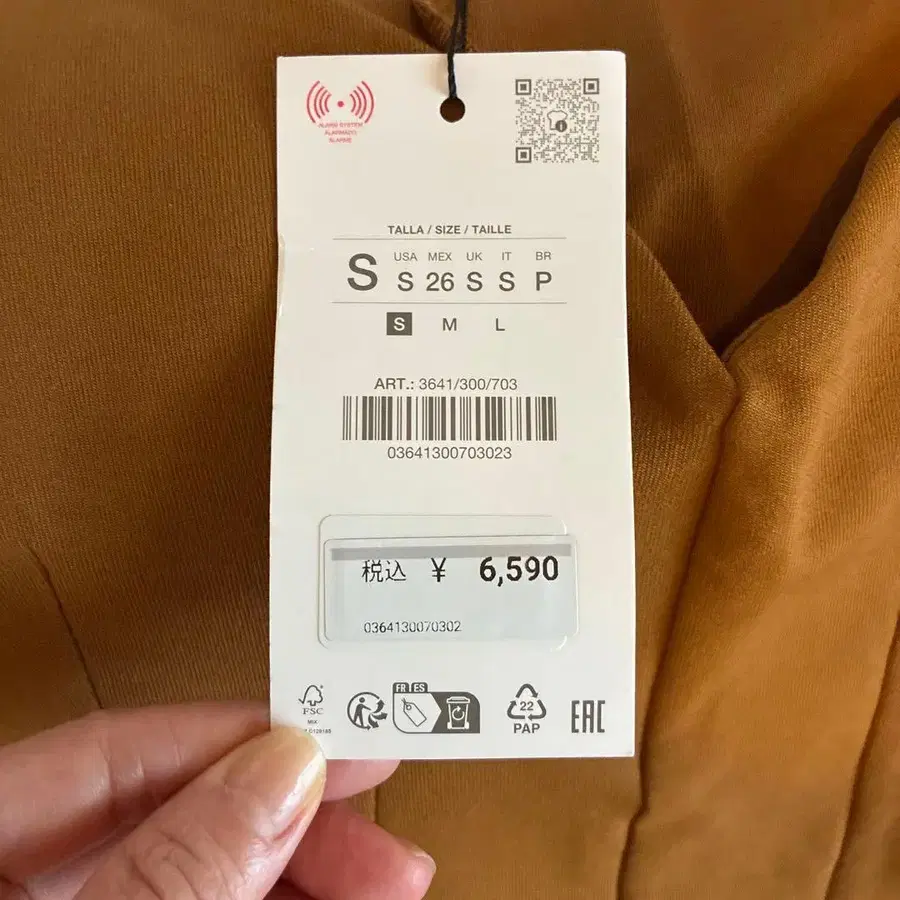 ALARM SYSTEM
ALARMADO
ALARME
TALLA / SIZE / TAILLE
USA MEX UK IT BR
S S 26 S S P
S M L
ART.: 3641/300/703
03641300703023
税込 ¥ 6,590
0364130070302
FR ES
FSC
MIX
22
PAP
EAC